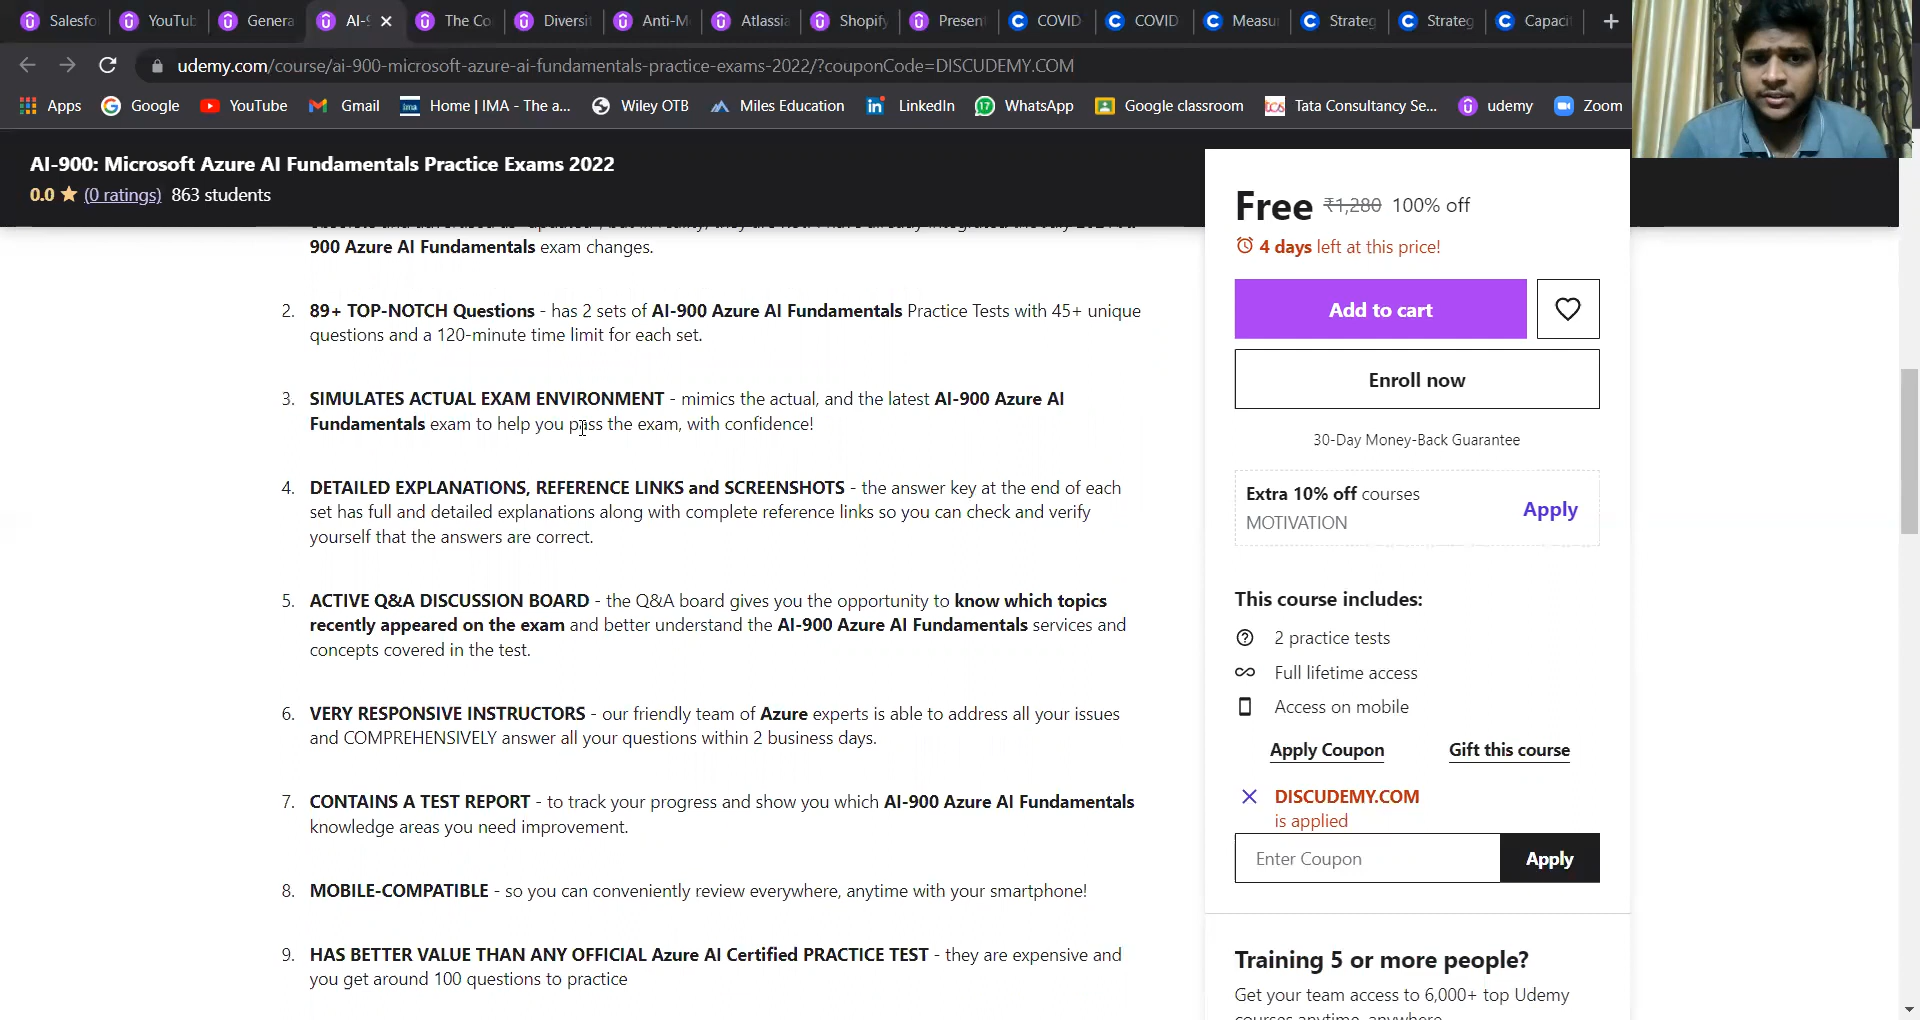 Salesfo
YouTub
Genera
AI-9
The Co
Diversit
Anti-M
Atlassia
Shopify
Present
COVID
COVID
Measu
Strateg
Strateg
Capacit
udemy.com/course/ai-900-microsoft-azure-ai-fundamentals-practice-exams-2022/?couponCode=DISCUDEMY.COM
Apps
Google
YouTube
Gmail
Home | IMA - The a...
Wiley OTB
Miles Education
LinkedIn
WhatsApp
Google classroom
Tata Consultancy Se...
udemy
Zoom
AI-900: Microsoft Azure AI Fundamentals Practice Exams 2022
0.0 ★ (0 ratings) 863 students
900 Azure AI Fundamentals exam changes.
2. 89+ TOP-NOTCH Questions - has 2 sets of AI-900 Azure AI Fundamentals Practice Tests with 45+ unique
questions and a 120-minute time limit for each set.
3. SIMULATES ACTUAL EXAM ENVIRONMENT - mimics the actual, and the latest AI-900 Azure AI
Fundamentals exam to help you pass the exam, with confidence!
4. DETAILED EXPLANATIONS, REFERENCE LINKS and SCREENSHOTS - the answer key at the end of each
set has full and detailed explanations along with complete reference links so you can check and verify
yourself that the answers are correct.
5. ACTIVE Q&A DISCUSSION BOARD - the Q&A board gives you the opportunity to know which topics
recently appeared on the exam and better understand the AI-900 Azure AI Fundamentals services and
concepts covered in the test.
6. VERY RESPONSIVE INSTRUCTORS - our friendly team of Azure experts is able to address all your issues
and COMPREHENSIVELY answer all your questions within 2 business days.
7. CONTAINS A TEST REPORT - to track your progress and show you which AI-900 Azure AI Fundamentals
knowledge areas you need improvement.
8. MOBILE-COMPATIBLE - so you can conveniently review everywhere, anytime with your smartphone!
9. HAS BETTER VALUE THAN ANY OFFICIAL Azure AI Certified PRACTICE TEST - they are expensive and
you get around 100 questions to practice
Free ₹1,280 100% off
4 days left at this price!
Add to cart
Enroll now
30-Day Money-Back Guarantee
Extra 10% off courses
MOTIVATION
Apply
This course includes:
2 practice tests
Full lifetime access
Access on mobile
Apply Coupon
Gift this course
DISCUDEMY.COM
is applied
Enter Coupon
Apply
Training 5 or more people?
Get your team access to 6,000+ top Udemy